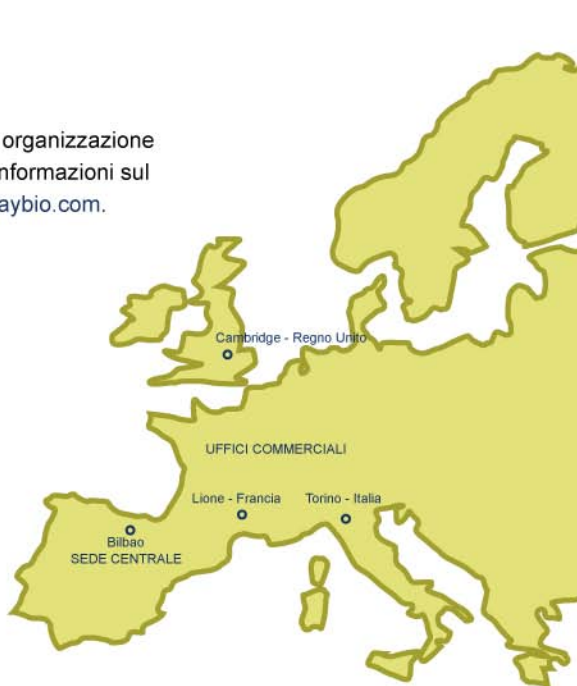 organizzazione
nformazioni sul
aybio.com.
Cambridge - Regno Unito
UFFICI COMMERCIALI
Lione - Francia
Torino - Italia
Bilbao
SEDE CENTRALE